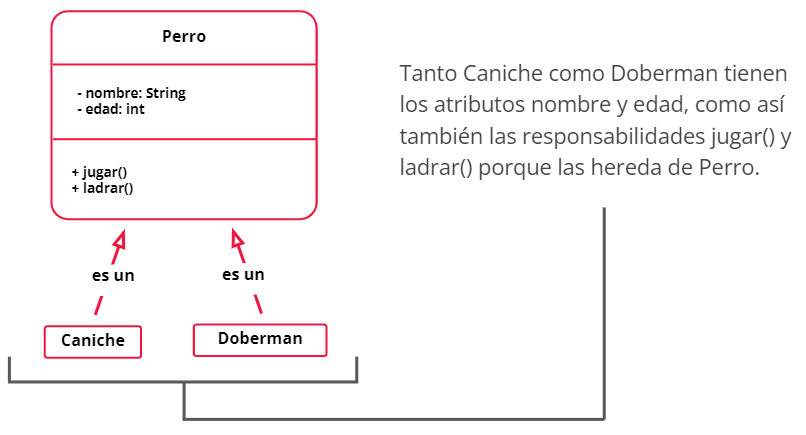 Perro
- nombre: String
- edad: int
+ jugar()
+ ladrar()
es un
es un
Caniche
Doberman
Tanto Caniche como Doberman tienen
los atributos nombre y edad, como así
también las responsabilidades jugar() y
ladrar() porque las hereda de Perro.